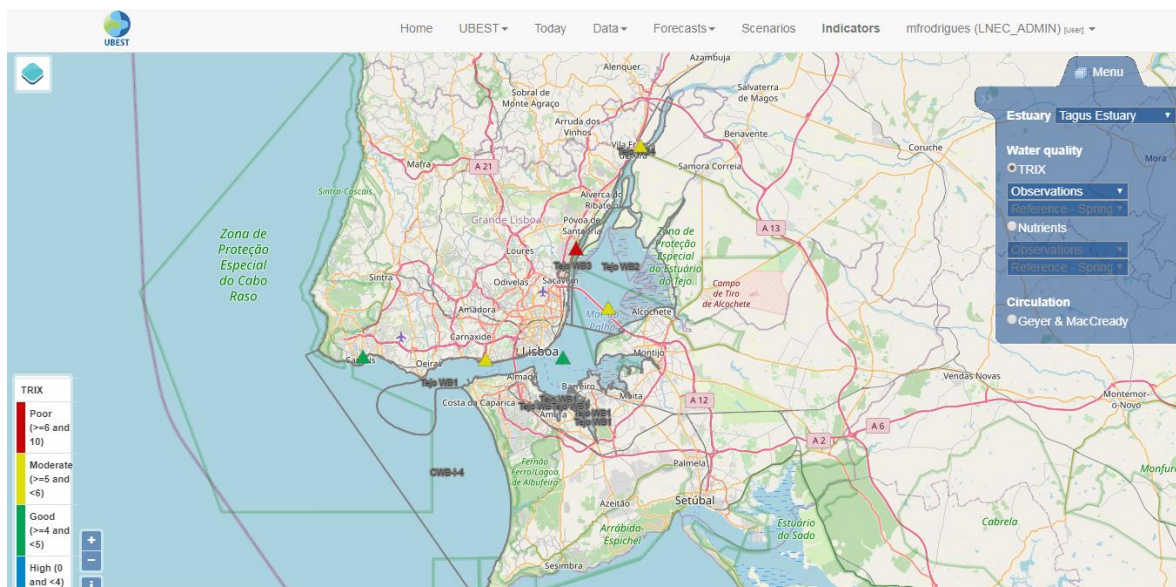 UBEST
Home
UBEST
Today
Data
Forecasts
Scenarios
Indicators
mfrodrigues (LNEC_ADMIN) [user]
Menu
Estuary
Tagus Estuary
Water quality
TRIX
Observations
Reference - Spring
Nutrients
Observations
Reference - Spring
Circulation
Geyer & MacCready
Azambuja
Alenquer
Sobral de
Monte Agraço
Salvaterra
de Magos
Arruda dos
Vinhos
Benavente
Coruche
Mora
Mafra
A 21
Samora Correia
Sintra-Cascais
Alverca do
Ribatejo
Grande Lisboa
Póvoa de
Loures
A 13
Zona de
Proteção
Especial
do Cabo
Raso
Zona de
Proteção
Especial
do Estuário
do Tejo
Tejo WB3
Tejo WB2
Sintra
Odivelas
Sacavém
Campo
de Tiro
de Alcochete
Amadora
Alcochete
Carnaxide
Lisboa
Montijo
Oeiras
Almada
Tejo WB1
Barreiro
Moita
Vendas Novas
Costa da Caparica
Tejo WB1
Tejo WB1
Tejo WB1
Tejo WB1
A 12
Montemor-
o-Novo
A 6
A 2
CWB-I-4
Fernão
Ferro/Lagoa
de Albufeira
Palmela
Setúbal
Azeitão
Arrábida-
Espichel
Estuário
do Sado
Cabrela
Sesimbra
TRIX
Poor
(>=6 and
10)
Moderate
(>=5 and
<6)
Good
(>=4 and
<5)
High (0
and <4)
+
−
i